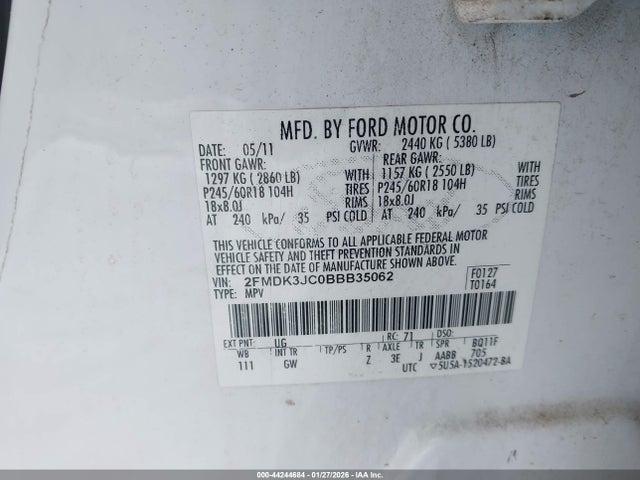 MFD. BY FORD MOTOR CO.
DATE: 05/11 GVWR: 2440 KG ( 5380 LB)
FRONT GAWR: REAR GAWR:
1297 KG ( 2860 LB) WITH 1157 KG ( 2550 LB) WITH
P245/60R18 104H TIRES P245/60R18 104H TIRES
18x8.0J RIMS 18x8.0J RIMS
AT 240 kPa/ 35 PSI COLD AT 240 kPa/ 35 PSI COLD
THIS VEHICLE CONFORMS TO ALL APPLICABLE FEDERAL MOTOR
VEHICLE SAFETY AND THEFT PREVENTION STANDARDS IN
EFFECT ON THE DATE OF MANUFACTURE SHOWN ABOVE.
VIN: 2FMDK3JC0BBB35062 F0127
TYPE: MPV T0164
EXT PNT: UG RC: 71 DSO:
WB INT TR TP/PS R AXLE TR SPR BQ11F
111 GW Z 3E J AABB 705
UTC ▽5U5A-1520472-BA
000-44244684 - 01/27/2026 - Copyright IAA, LLC. All Rights Reserved.